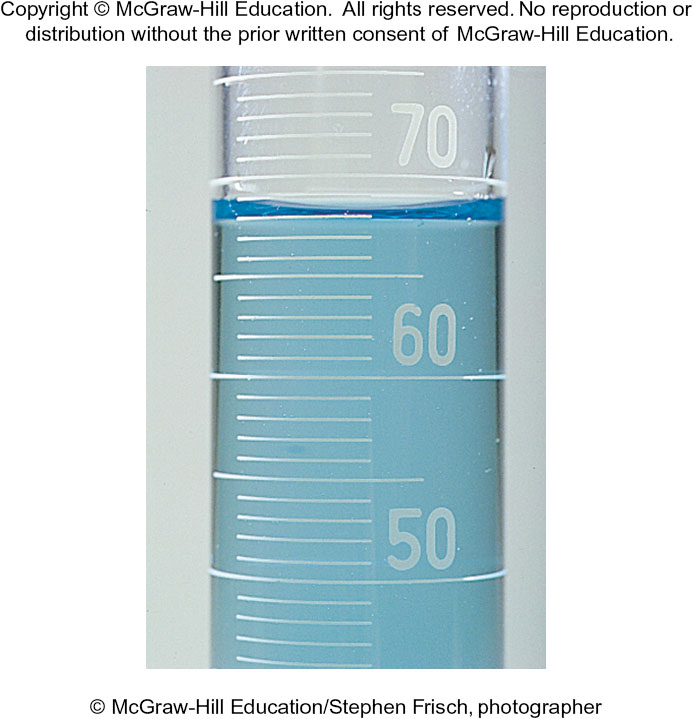 Copyright © McGraw-Hill Education. All rights reserved. No reproduction or
distribution without the prior written consent of McGraw-Hill Education.
70
60
50
© McGraw-Hill Education/Stephen Frisch, photographer